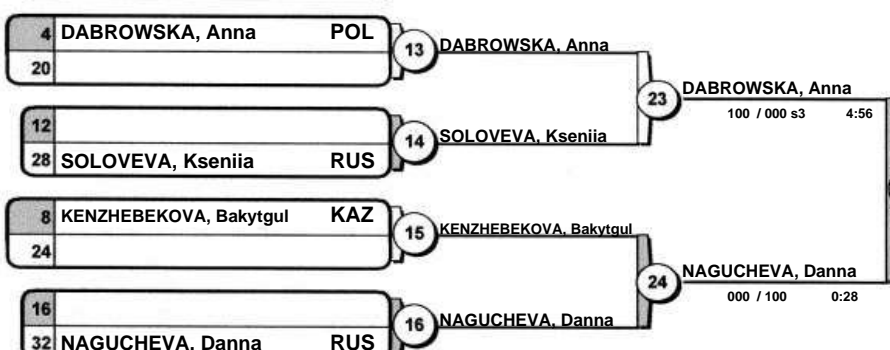 4 DABROWSKA, Anna POL
20
13 DABROWSKA, Anna
12
28 SOLOVEVA, Kseniia RUS
14 SOLOVEVA, Kseniia
23 DABROWSKA, Anna
100 / 000 s3 4:56
8 KENZHEBEKOVA, Bakytgul KAZ
24
15 KENZHEBEKOVA, Bakytgul
16
32 NAGUCHEVA, Danna RUS
16 NAGUCHEVA, Danna
24 NAGUCHEVA, Danna
000 / 100 0:28